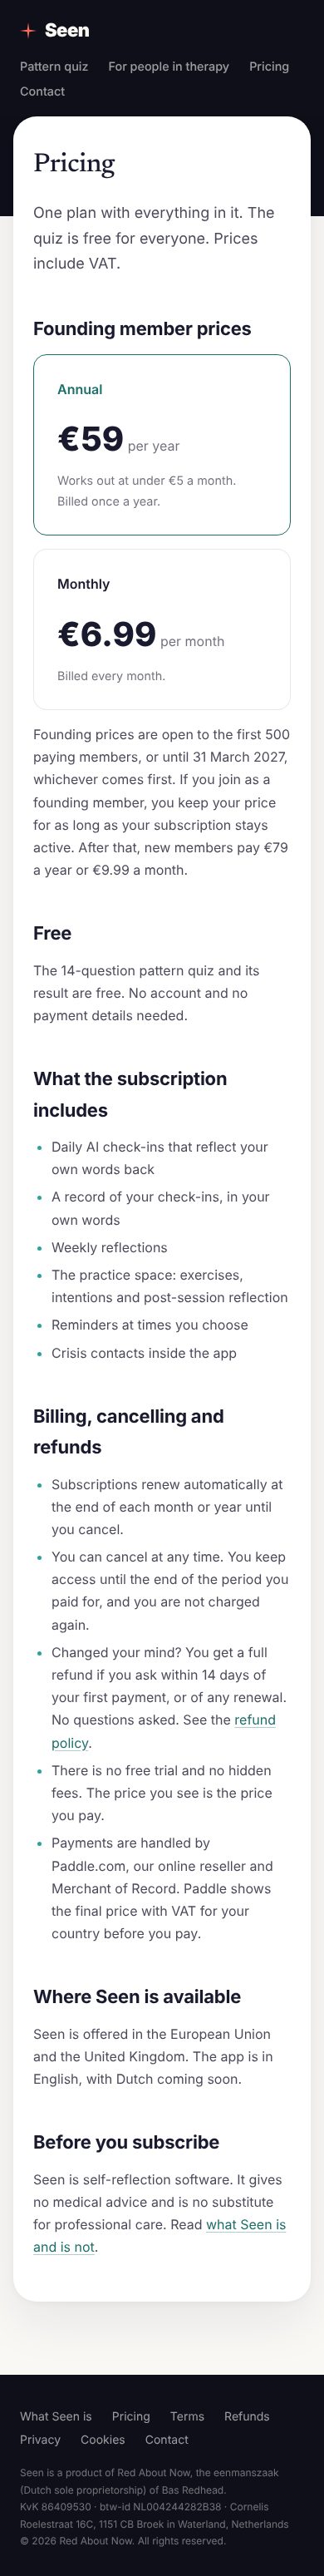 Seen
Pattern quiz For people in therapy Pricing
Contact
Pricing
One plan with everything in it. The
quiz is free for everyone. Prices
include VAT.
Founding member prices
Annual
€59 per year
Works out at under €5 a month.
Billed once a year.
Monthly
€6.99 per month
Billed every month.
Founding prices are open to the first 500
paying members, or until 31 March 2027,
whichever comes first. If you join as a
founding member, you keep your price
for as long as your subscription stays
active. After that, new members pay €79
a year or €9.99 a month.
Free
The 14-question pattern quiz and its
result are free. No account and no
payment details needed.
What the subscription
includes
• Daily AI check-ins that reflect your
own words back
• A record of your check-ins, in your
own words
• Weekly reflections
• The practice space: exercises,
intentions and post-session reflection
• Reminders at times you choose
• Crisis contacts inside the app
Billing, cancelling and
refunds
• Subscriptions renew automatically at
the end of each month or year until
you cancel.
• You can cancel at any time. You keep
access until the end of the period you
paid for, and you are not charged
again.
• Changed your mind? You get a full
refund if you ask within 14 days of
your first payment, or of any renewal.
No questions asked. See the refund
policy.
• There is no free trial and no hidden
fees. The price you see is the price
you pay.
• Payments are handled by
Paddle.com, our online reseller and
Merchant of Record. Paddle shows
the final price with VAT for your
country before you pay.
Where Seen is available
Seen is offered in the European Union
and the United Kingdom. The app is in
English, with Dutch coming soon.
Before you subscribe
Seen is self-reflection software. It gives
no medical advice and is no substitute
for professional care. Read what Seen is
and is not.
What Seen is Pricing Terms Refunds
Privacy Cookies Contact
Seen is a product of Red About Now, the eenmanszaak
(Dutch sole proprietorship) of Bas Redhead.
KvK 86409530 · btw-id NL004244282B38 · Cornelis
Roelestraat 16C, 1151 CB Broek in Waterland, Netherlands
© 2026 Red About Now. All rights reserved.